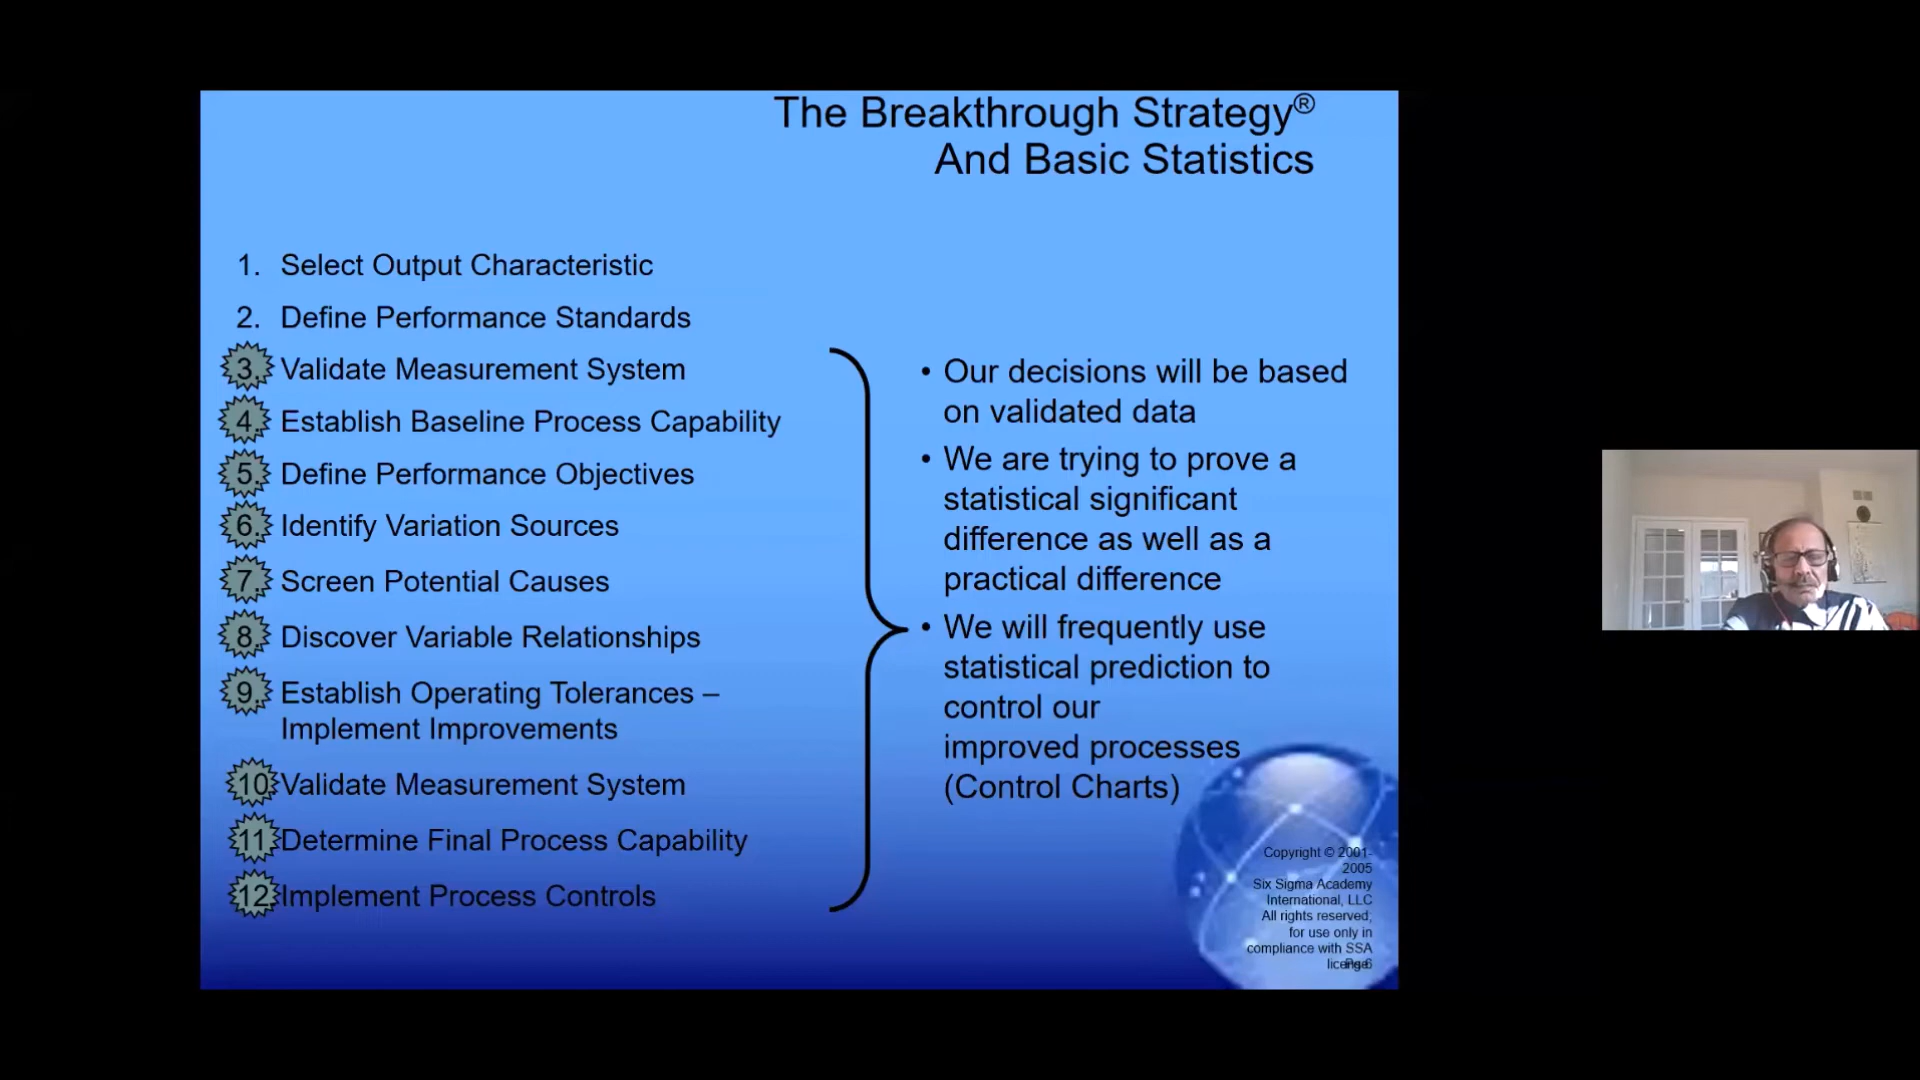 The Breakthrough Strategy®
And Basic Statistics
1. Select Output Characteristic
2. Define Performance Standards
3. Validate Measurement System
4. Establish Baseline Process Capability
5. Define Performance Objectives
6. Identify Variation Sources
7. Screen Potential Causes
8. Discover Variable Relationships
9. Establish Operating Tolerances –
Implement Improvements
10. Validate Measurement System
11. Determine Final Process Capability
12. Implement Process Controls
• Our decisions will be based
on validated data
• We are trying to prove a
statistical significant
difference as well as a
practical difference
• We will frequently use
statistical prediction to
control our
improved processes
(Control Charts)
Copyright © 2001-
2005
Six Sigma Academy
International, LLC
All rights reserved;
for use only in
compliance with SSA